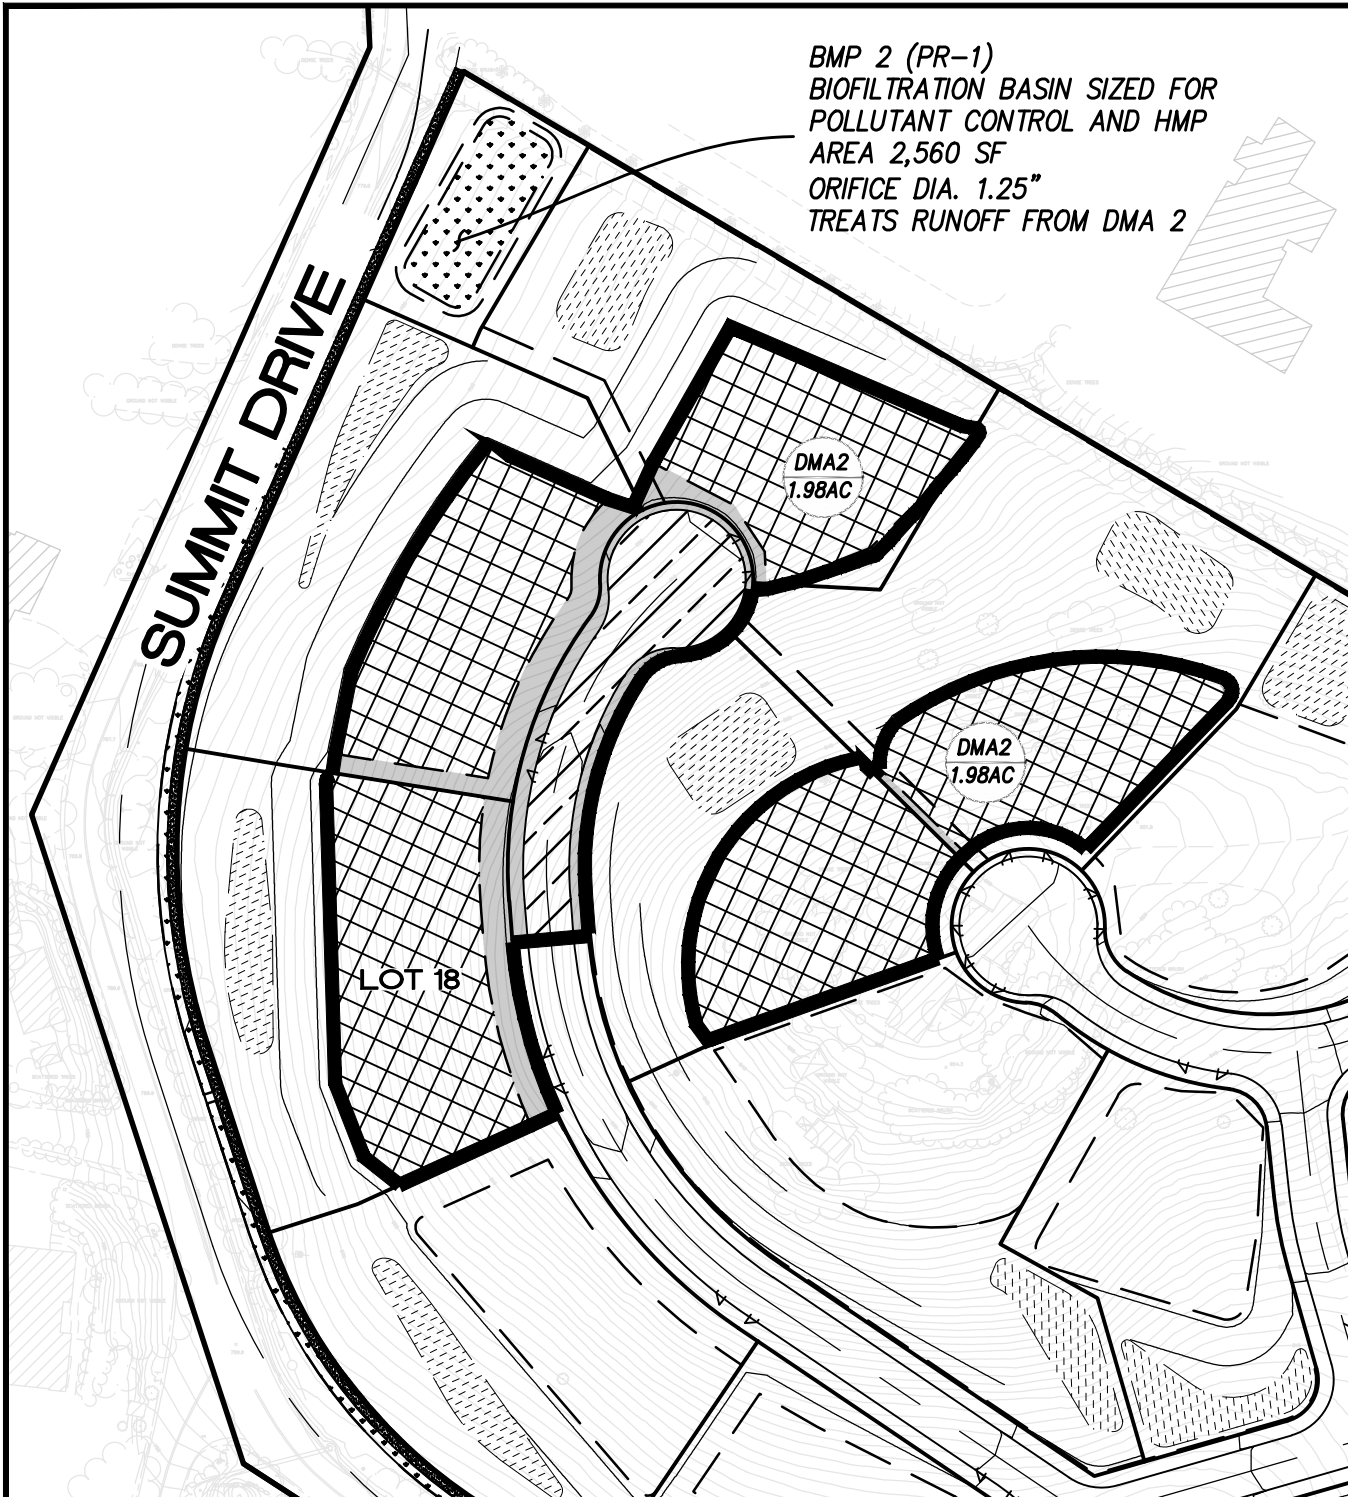 BMP 2 (PR-1)
BIOFILTRATION BASIN SIZED FOR
POLLUTANT CONTROL AND HMP
AREA 2,560 SF
ORIFICE DIA. 1.25"
TREATS RUNOFF FROM DMA 2
SUMMIT DRIVE
DMA2
1.98AC
DMA2
1.98AC
LOT 18